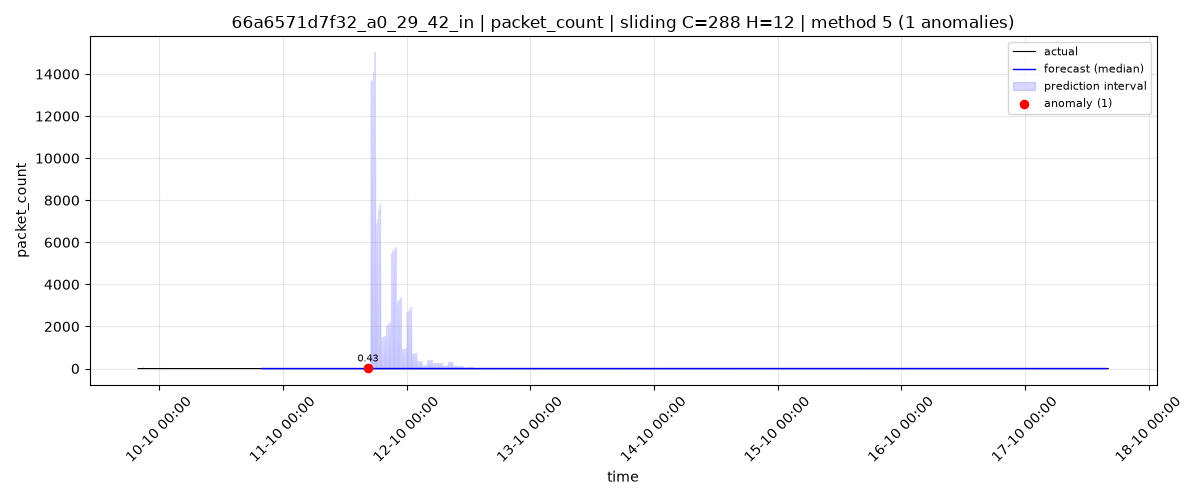 66a6571d7f32_a0_29_42_in | packet_count | sliding C=288 H=12 | method 5 (1 anomalies)
actual
forecast (median)
prediction interval
anomaly (1)
14000
12000
10000
8000
6000
4000
2000
0
packet_count
0.43
10-10 00:00
11-10 00:00
12-10 00:00
13-10 00:00
14-10 00:00
15-10 00:00
16-10 00:00
17-10 00:00
18-10 00:00
time